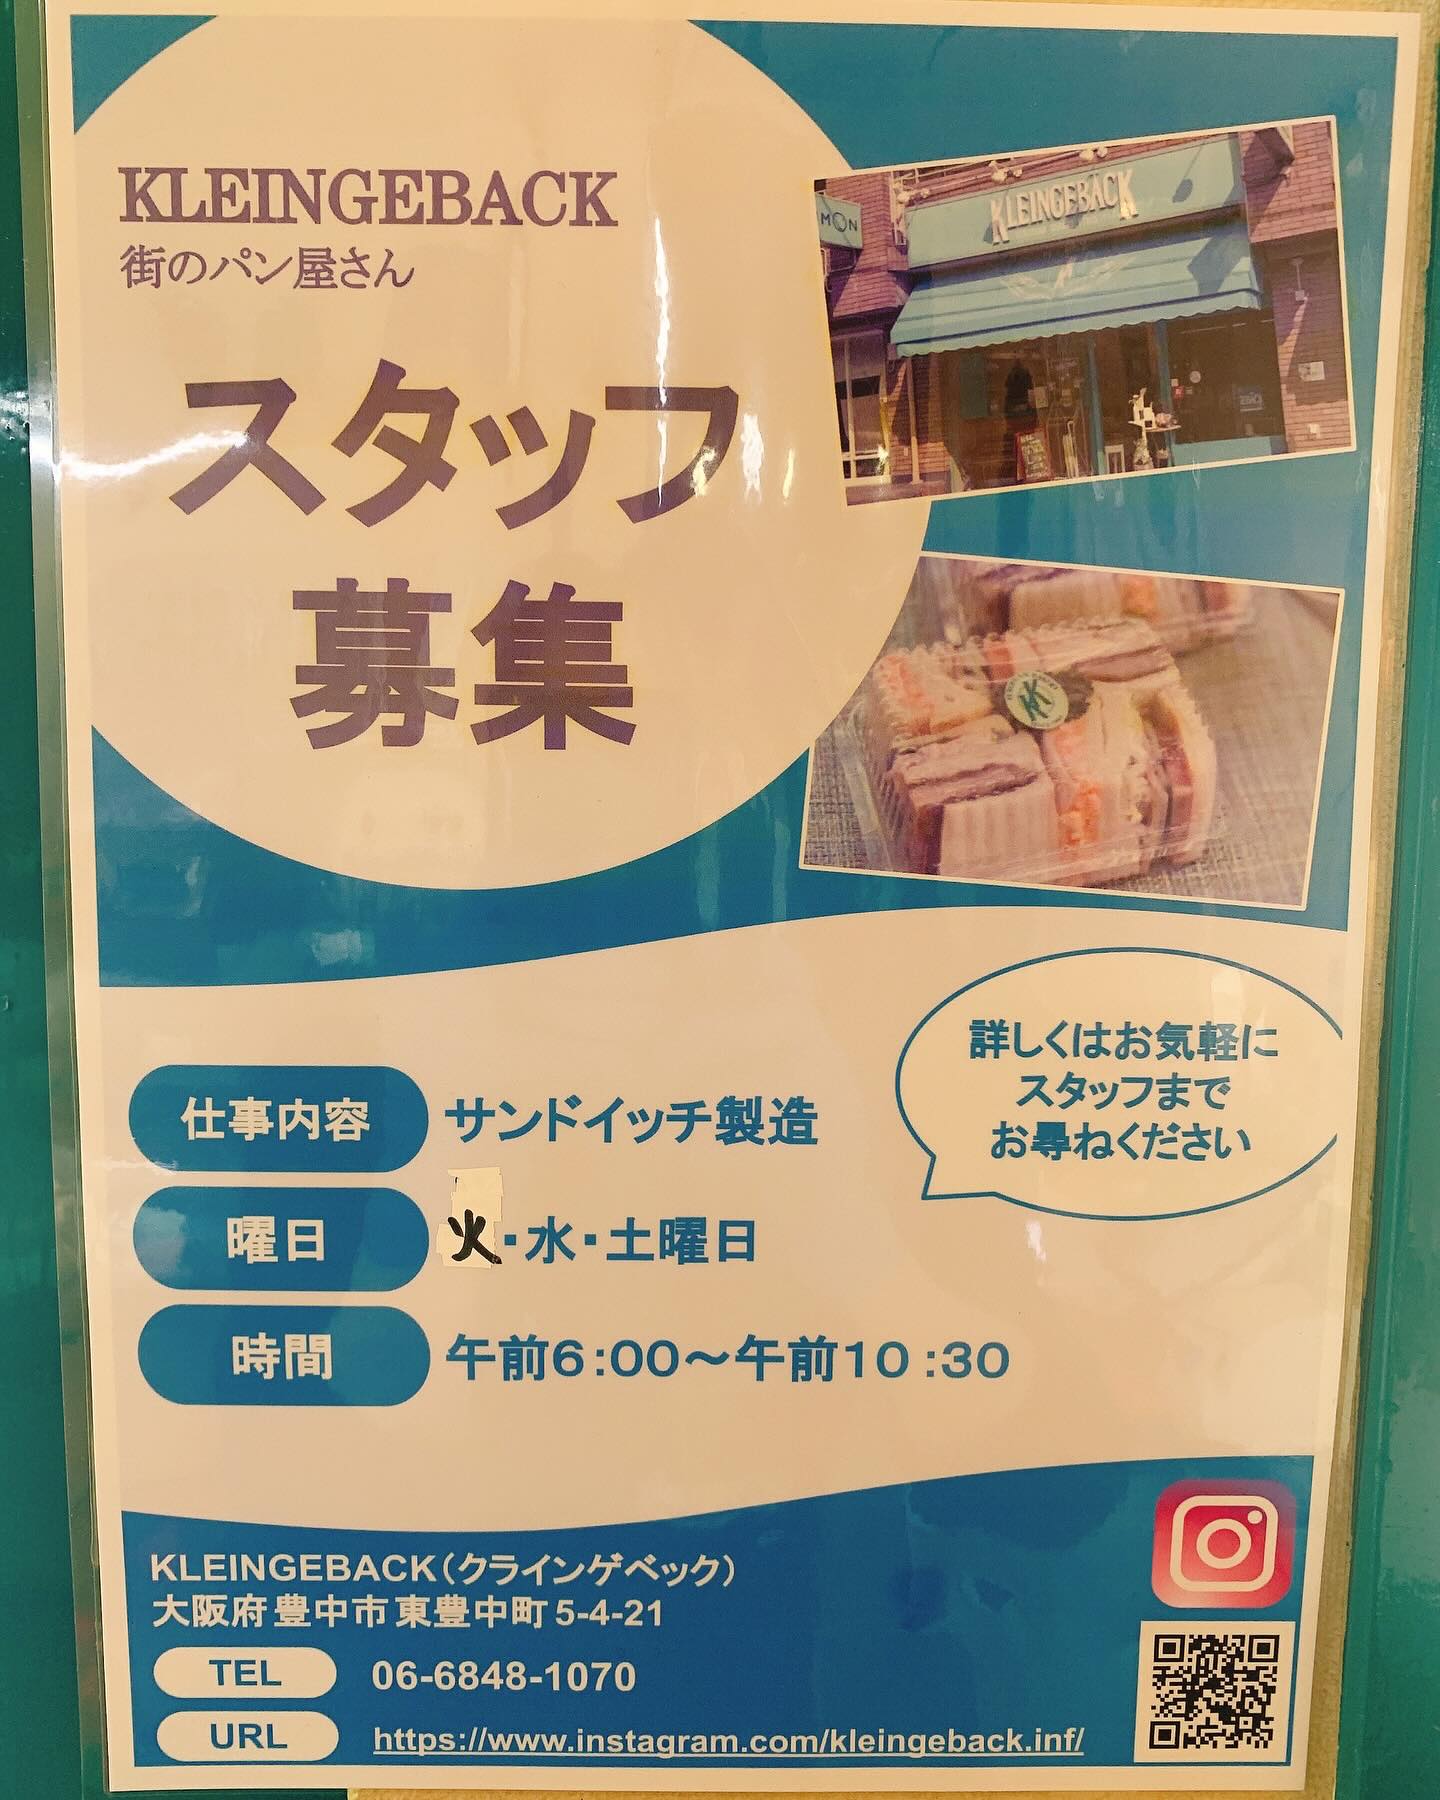 KLEINGEBACK
街のパン屋さん
スタッフ
募集
MON
KLEINGEBÄCK
K
詳しくはお気軽に
スタッフまで
お尋ねください
仕事内容 サンドイッチ製造
曜日 火・水・土曜日
時間 午前6:00〜午前10:30
KLEINGEBACK(クラインゲベック)
大阪府豊中市東豊中町5-4-21
TEL 06-6848-1070
URL https://www.instagram.com/kleingeback.inf/